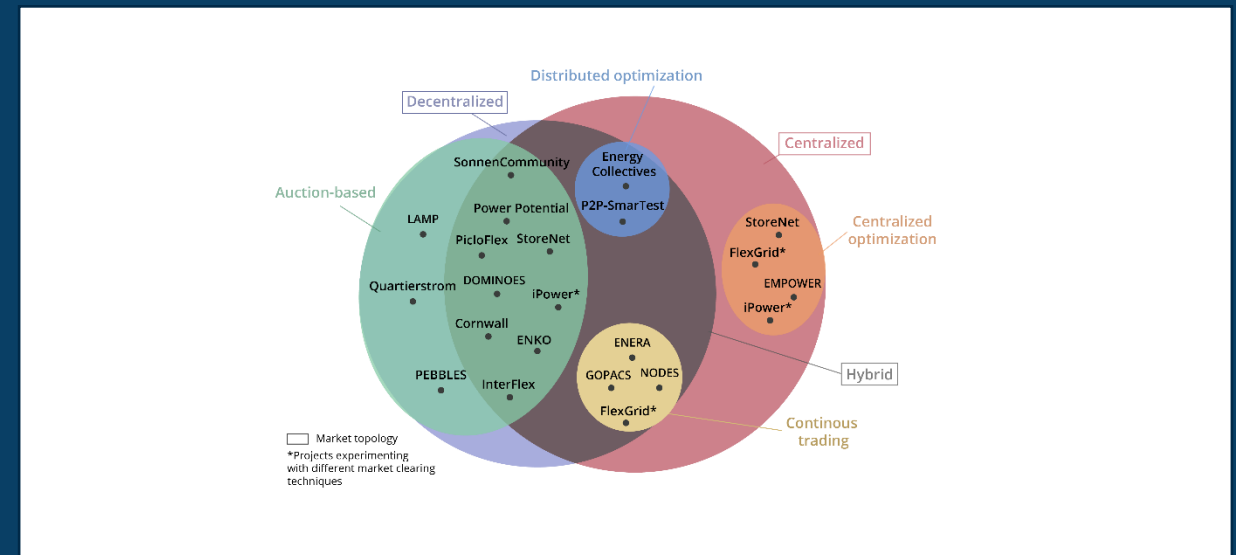 Distributed optimization
Decentralized
Centralized
Energy
Collectives
SonnenCommunity
Auction-based
P2P-SmarTest
Power Potential
LAMP
StoreNet
Centralized
optimization
PicloFlex
StoreNet
FlexGrid*
DOMINOES
EMPOWER
Quartierstrom
iPower*
iPower*
Cornwall
ENKO
ENERA
Hybrid
PEBBLES
GOPACS
NODES
InterFlex
FlexGrid*
Continous
trading
Market topology
*Projects experimenting
with different market clearing
techniques